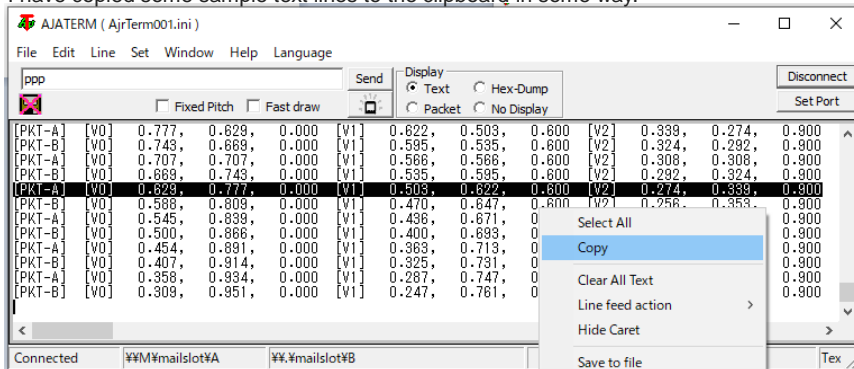 I have copied some sample text lines to the clipboard in some way.
AJATERM ( AjrTerm001.ini )
File Edit Line Set Window Help Language
ppp Send Display Text Hex-Dump Packet No Display Disconnect
Fixed Pitch Fast draw Set Port
[PKT-A] [V0] 0.777, 0.629, 0.000 [V1] 0.622, 0.503, 0.600 [V2] 0.339, 0.274, 0.900
[PKT-B] [V0] 0.743, 0.669, 0.000 [V1] 0.595, 0.535, 0.600 [V2] 0.324, 0.292, 0.900
[PKT-A] [V0] 0.707, 0.707, 0.000 [V1] 0.566, 0.566, 0.600 [V2] 0.308, 0.308, 0.900
[PKT-B] [V0] 0.669, 0.743, 0.000 [V1] 0.535, 0.595, 0.600 [V2] 0.292, 0.324, 0.900
[PKT-A] [V0] 0.629, 0.777, 0.000 [V1] 0.503, 0.622, 0.600 [V2] 0.274, 0.339, 0.900
[PKT-B] [V0] 0.588, 0.809, 0.000 [V1] 0.470, 0.647, 0.600 [V2] 0.256, 0.353, 0.900
[PKT-A] [V0] 0.545, 0.839, 0.000 [V1] 0.436, 0.671, 0.900
[PKT-B] [V0] 0.500, 0.866, 0.000 [V1] 0.400, 0.693, 0.900
[PKT-A] [V0] 0.454, 0.891, 0.000 [V1] 0.363, 0.713, 0.900
[PKT-B] [V0] 0.407, 0.914, 0.000 [V1] 0.325, 0.731, 0.900
[PKT-A] [V0] 0.358, 0.934, 0.000 [V1] 0.287, 0.747, 0.900
[PKT-B] [V0] 0.309, 0.951, 0.000 [V1] 0.247, 0.761, 0.900
Select All
Copy
Clear All Text
Line feed action
Hide Caret
Save to file
Connected ¥¥M¥mailslot¥A ¥¥.¥mailslot¥B Tex